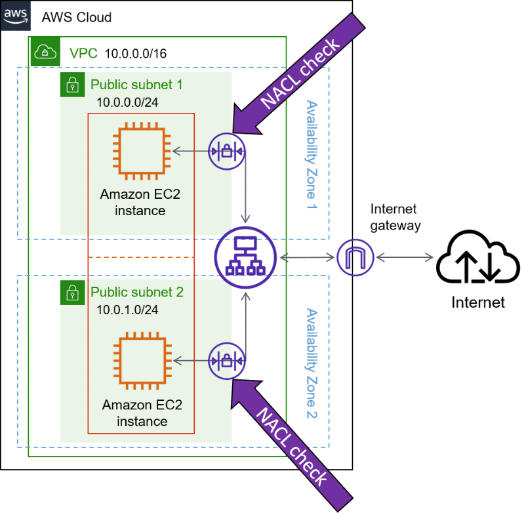 aws
AWS Cloud
VPC 10.0.0.0/16
NACL check
Public subnet 1
10.0.0.0/24
Amazon EC2
instance
Availability Zone 1
Internet
gateway
Internet
Public subnet 2
10.0.1.0/24
Amazon EC2
instance
Availability Zone 2
NACL check